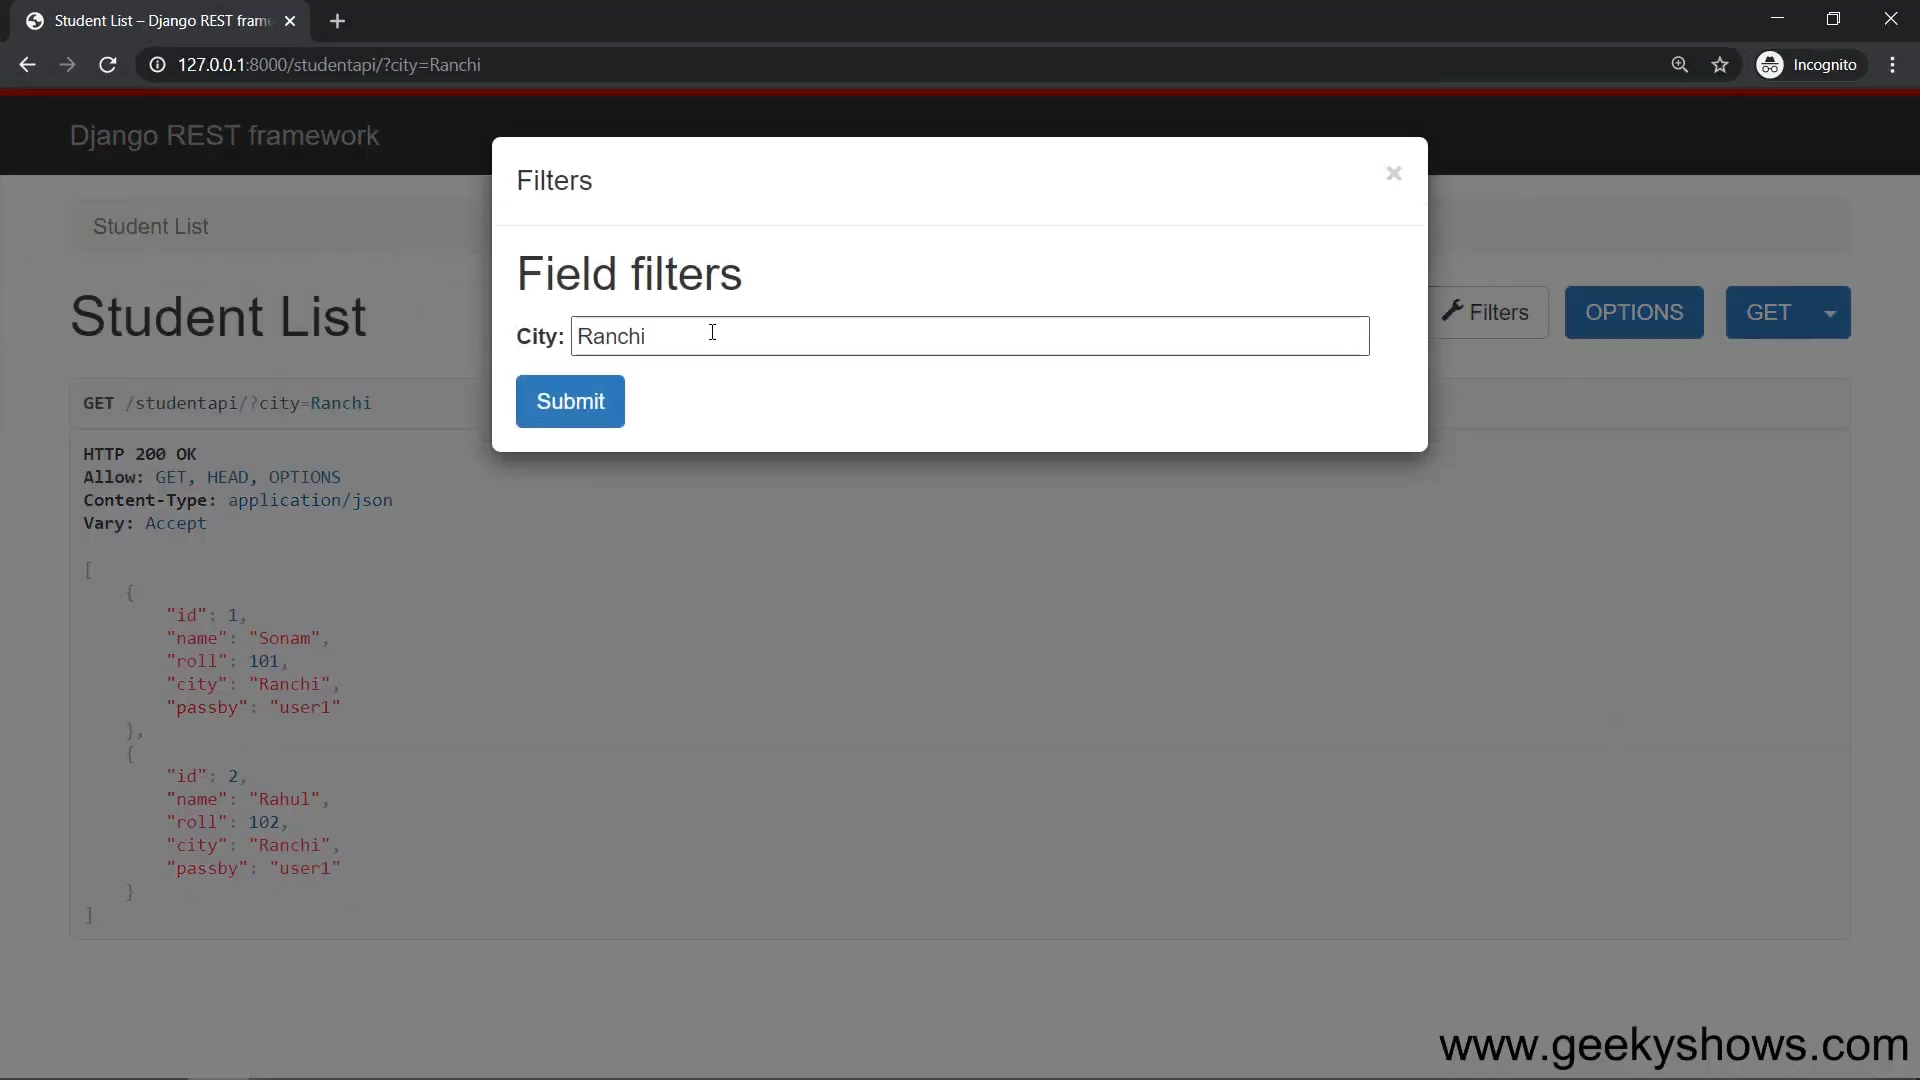 Student List – Django REST frame
127.0.0.1:8000/studentapi/?city=Ranchi
Incognito
Django REST framework
Filters
Student List
Field filters
Student List
Filters
OPTIONS
GET
City: Ranchi
Submit
GET /studentapi/?city=Ranchi
HTTP 200 OK
Allow: GET, HEAD, OPTIONS
Content-Type: application/json
Vary: Accept
[
{
"id": 1,
"name": "Sonam",
"roll": 101,
"city": "Ranchi",
"passby": "user1"
},
{
"id": 2,
"name": "Rahul",
"roll": 102,
"city": "Ranchi",
"passby": "user1"
}
]
www.geekyshows.com